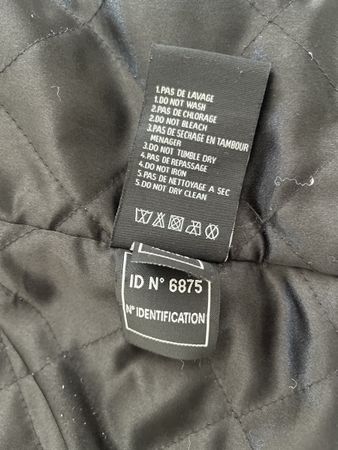 1.PAS DE LAVAGE
1.DO NOT WASH
2.PAS DE CHLORAGE
2.DO NOT BLEACH
3.PAS DE SECHAGE EN TAMBOUR
MENAGER
3.DO NOT TUMBLE DRY
4.PAS DE REPASSAGE
4.DO NOT IRON
5.PAS DE NETTOYAGE A SEC
5.DO NOT DRY CLEAN
ID N° 6875
N° IDENTIFICATION